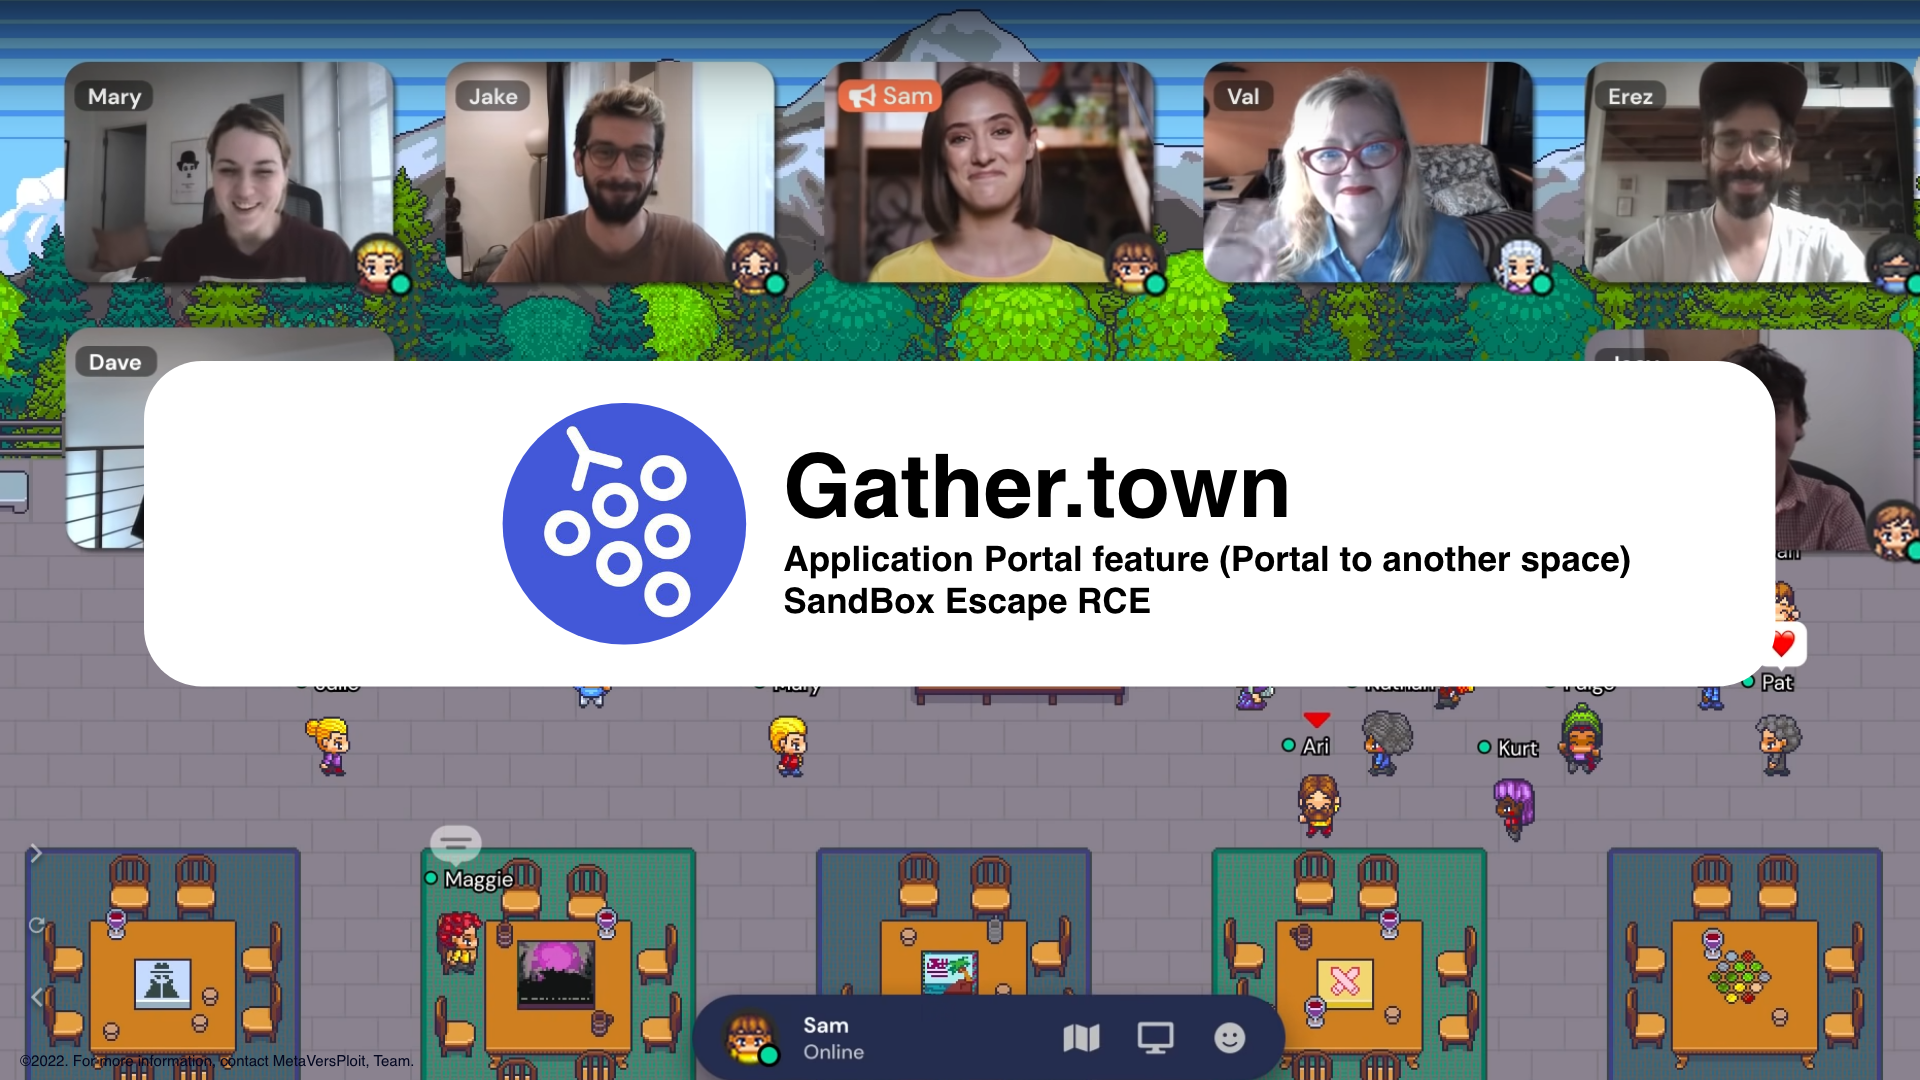 Mary
Jake
Sam
Val
Erez
Dave
Gather.town
Application Portal feature (Portal to another space)
SandBox Escape RCE
Mary
Pat
Ari
Kurt
Maggie
Sam
Online
©2022. For more information, contact MetaVersPloit, Team.